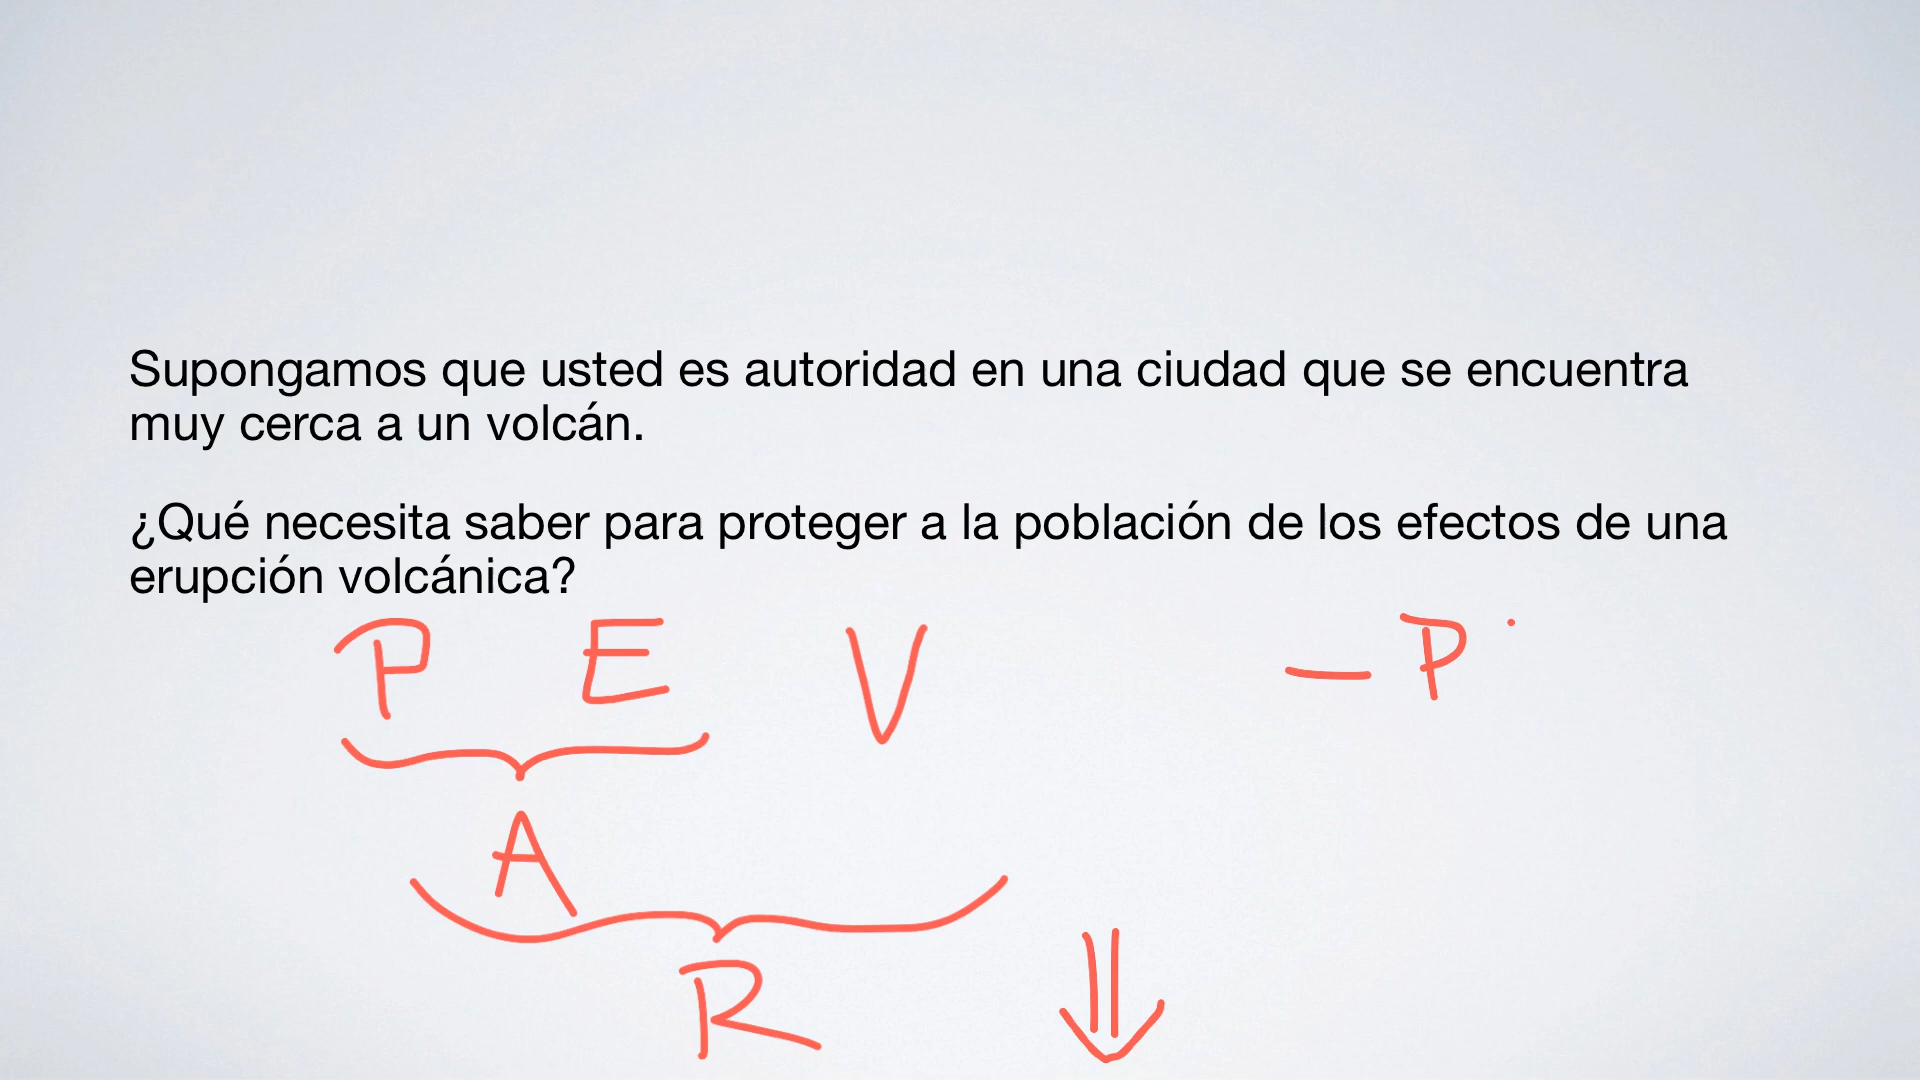 Supongamos que usted es autoridad en una ciudad que se encuentra
muy cerca a un volcán.
¿Qué necesita saber para proteger a la población de los efectos de una
erupción volcánica?
P E V – P
A
R